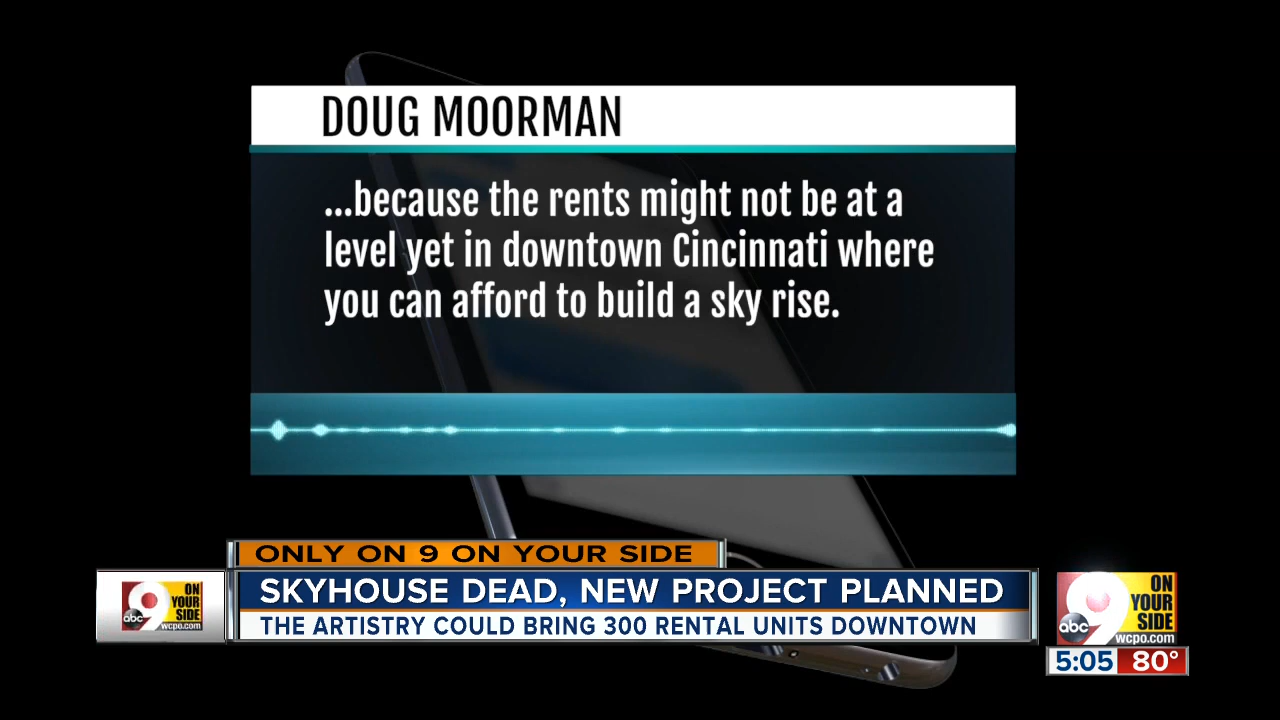 DOUG MOORMAN
...because the rents might not be at a
level yet in downtown Cincinnati where
you can afford to build a sky rise.
ONLY ON 9 ON YOUR SIDE
SKYHOUSE DEAD, NEW PROJECT PLANNED
THE ARTISTRY COULD BRING 300 RENTAL UNITS DOWNTOWN
abc 9 ON
YOUR
SIDE
wcpo.com
abc 9 ON
YOUR
SIDE
wcpo.com
5:05 80°